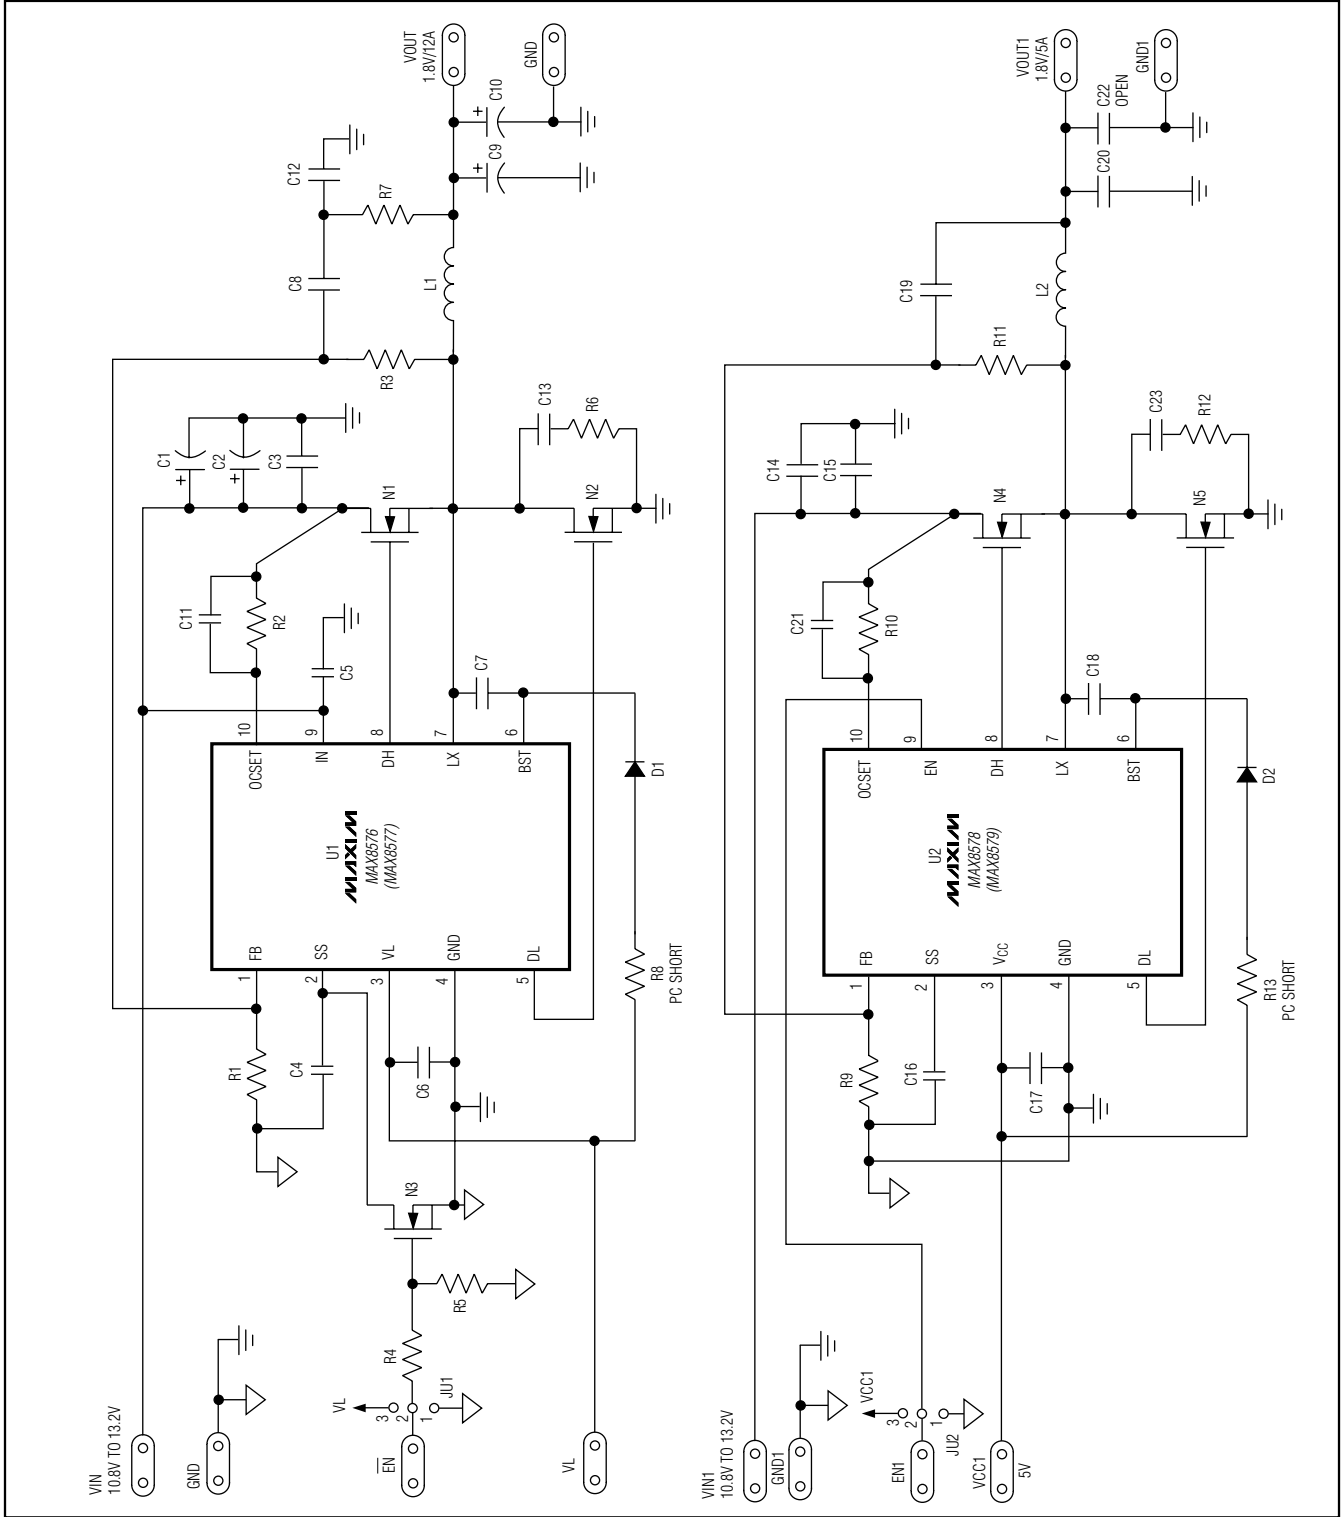 VIN
10.8V TO 13.2V
GND
EN
VL
VL
3
2
1
JU1
R4
R5
N3
R1
C4
C6
R8
PC SHORT
1
FB
2
SS
3
VL
4
GND
5
DL
U1
MAXIM
MAX8576
(MAX8577)
OCSET
10
IN
9
DH
8
LX
7
BST
6
D1
C11
R2
C5
C7
C1
+
C2
+
C3
N1
N2
C13
R6
R3
C8
L1
C12
R7
C9
+
C10
+
VOUT
1.8V/12A
GND
VIN1
10.8V TO 13.2V
GND1
EN1
VCC1
5V
VCC1
3
2
1
JU2
R9
C16
C17
R13
PC SHORT
1
FB
2
SS
3
VCC
4
GND
5
DL
U2
MAXIM
MAX8578
(MAX8579)
OCSET
10
EN
9
DH
8
LX
7
BST
6
D2
C21
R10
C18
C14
C15
N4
N5
C23
R12
R11
C19
L2
C20
C22
OPEN
VOUT1
1.8V/5A
GND1